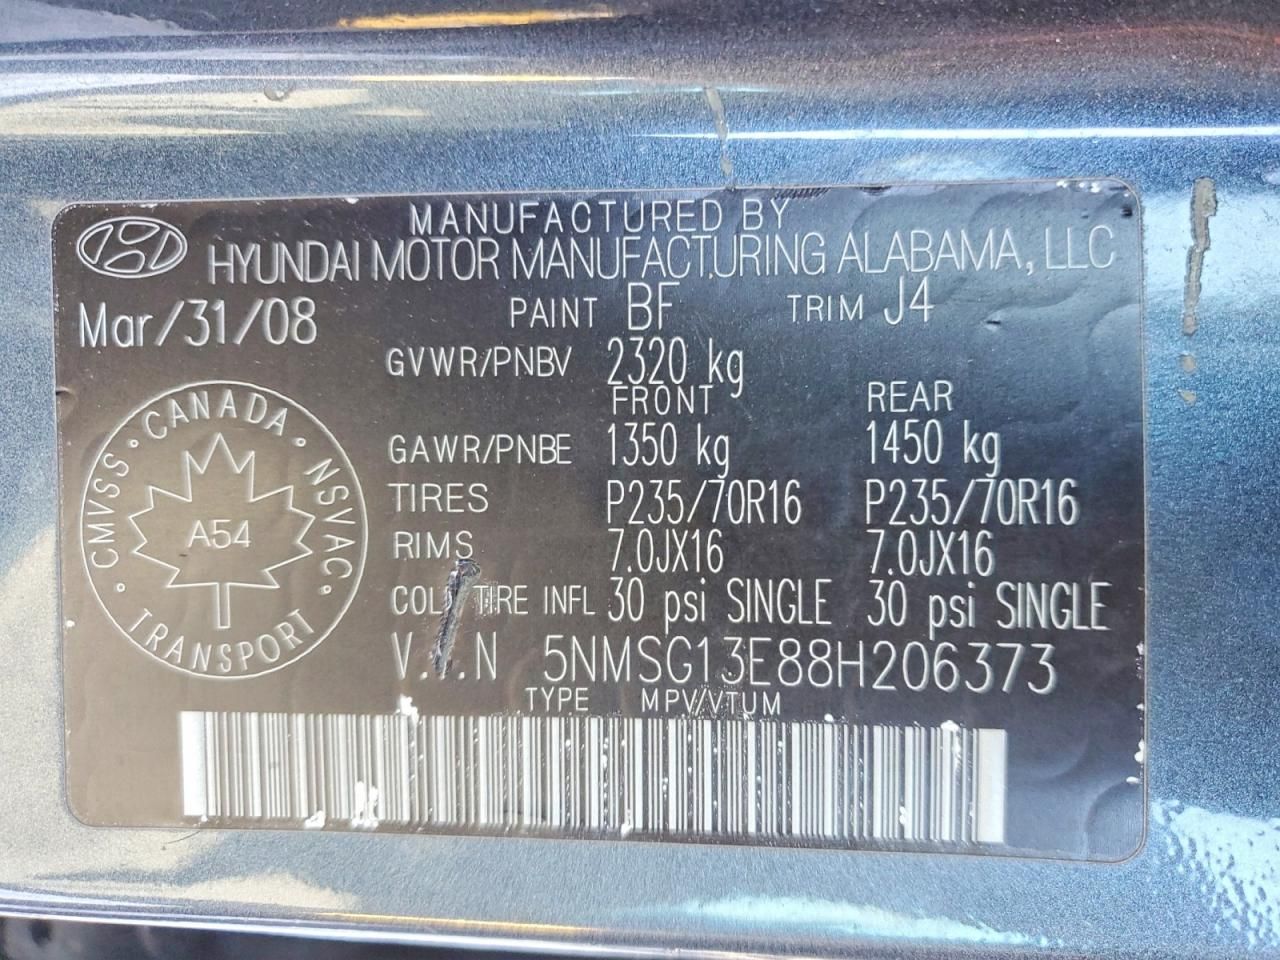 MANUFACTURED BY
HYUNDAI MOTOR MANUFACTURING ALABAMA, LLC
Mar/31/08 PAINT BF TRIM J4
GVWR/PNBV 2320 kg
FRONT REAR
GAWR/PNBE 1350 kg 1450 kg
TIRES P235/70R16 P235/70R16
RIMS 7.0JX16 7.0JX16
COLD TIRE INFL 30 psi SINGLE 30 psi SINGLE
V.I.N 5NMSG13E88H206373
TYPE MPV/VTUM
CANADA
CMVSS · NSVAC
A54
TRANSPORT